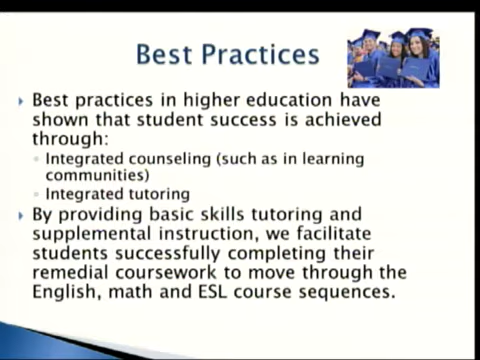 Best Practices
Best practices in higher education have
shown that student success is achieved
through:
Integrated counseling (such as in learning
communities)
Integrated tutoring
By providing basic skills tutoring and
supplemental instruction, we facilitate
students successfully completing their
remedial coursework to move through the
English, math and ESL course sequences.